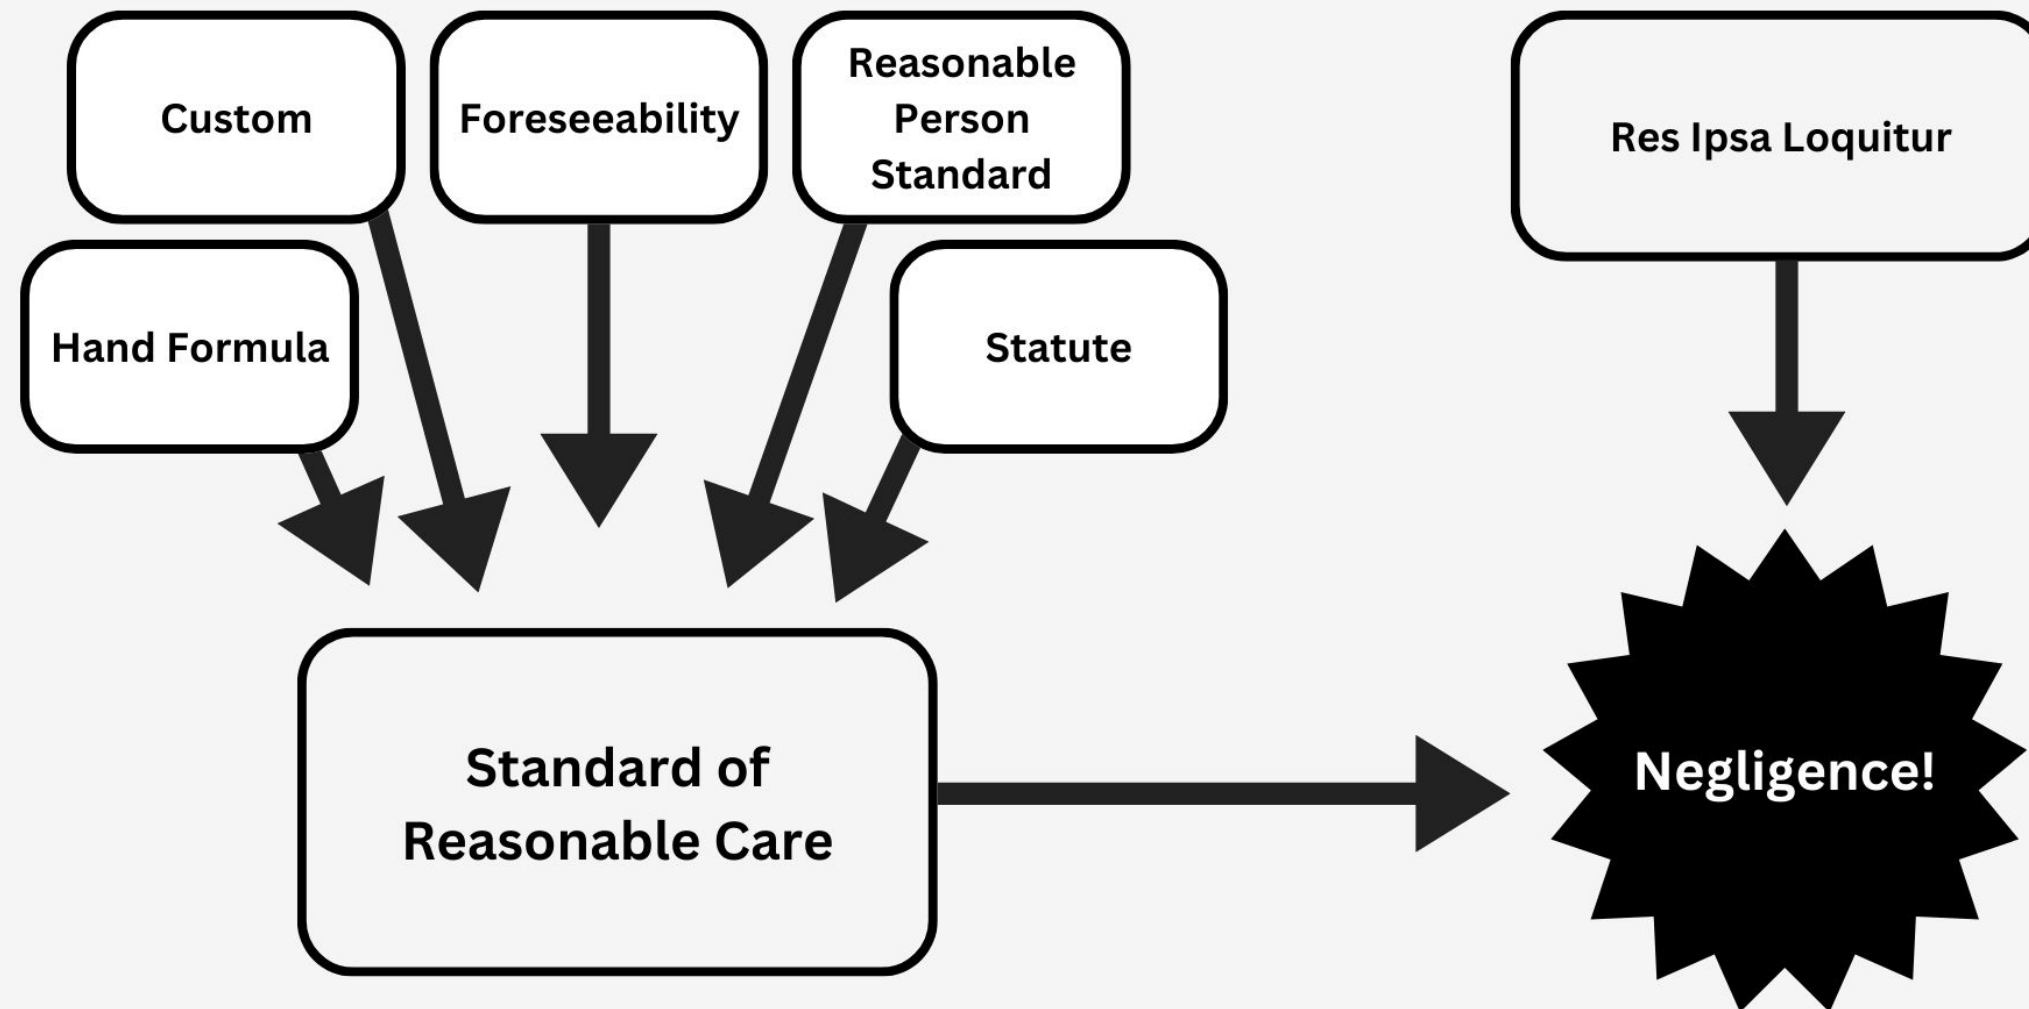 Custom
Foreseeability
Reasonable
Person
Standard
Res Ipsa Loquitur
Hand Formula
Statute
Standard of
Reasonable Care
Negligence!